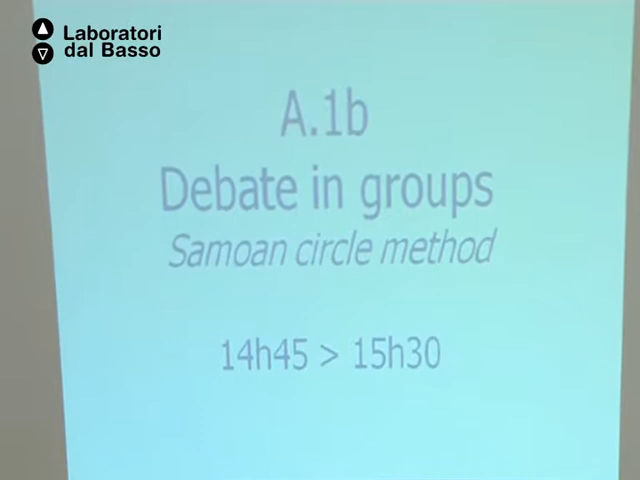 Laboratori
dal Basso
A.1b
Debate in groups
Samoan circle method
14h45 > 15h30